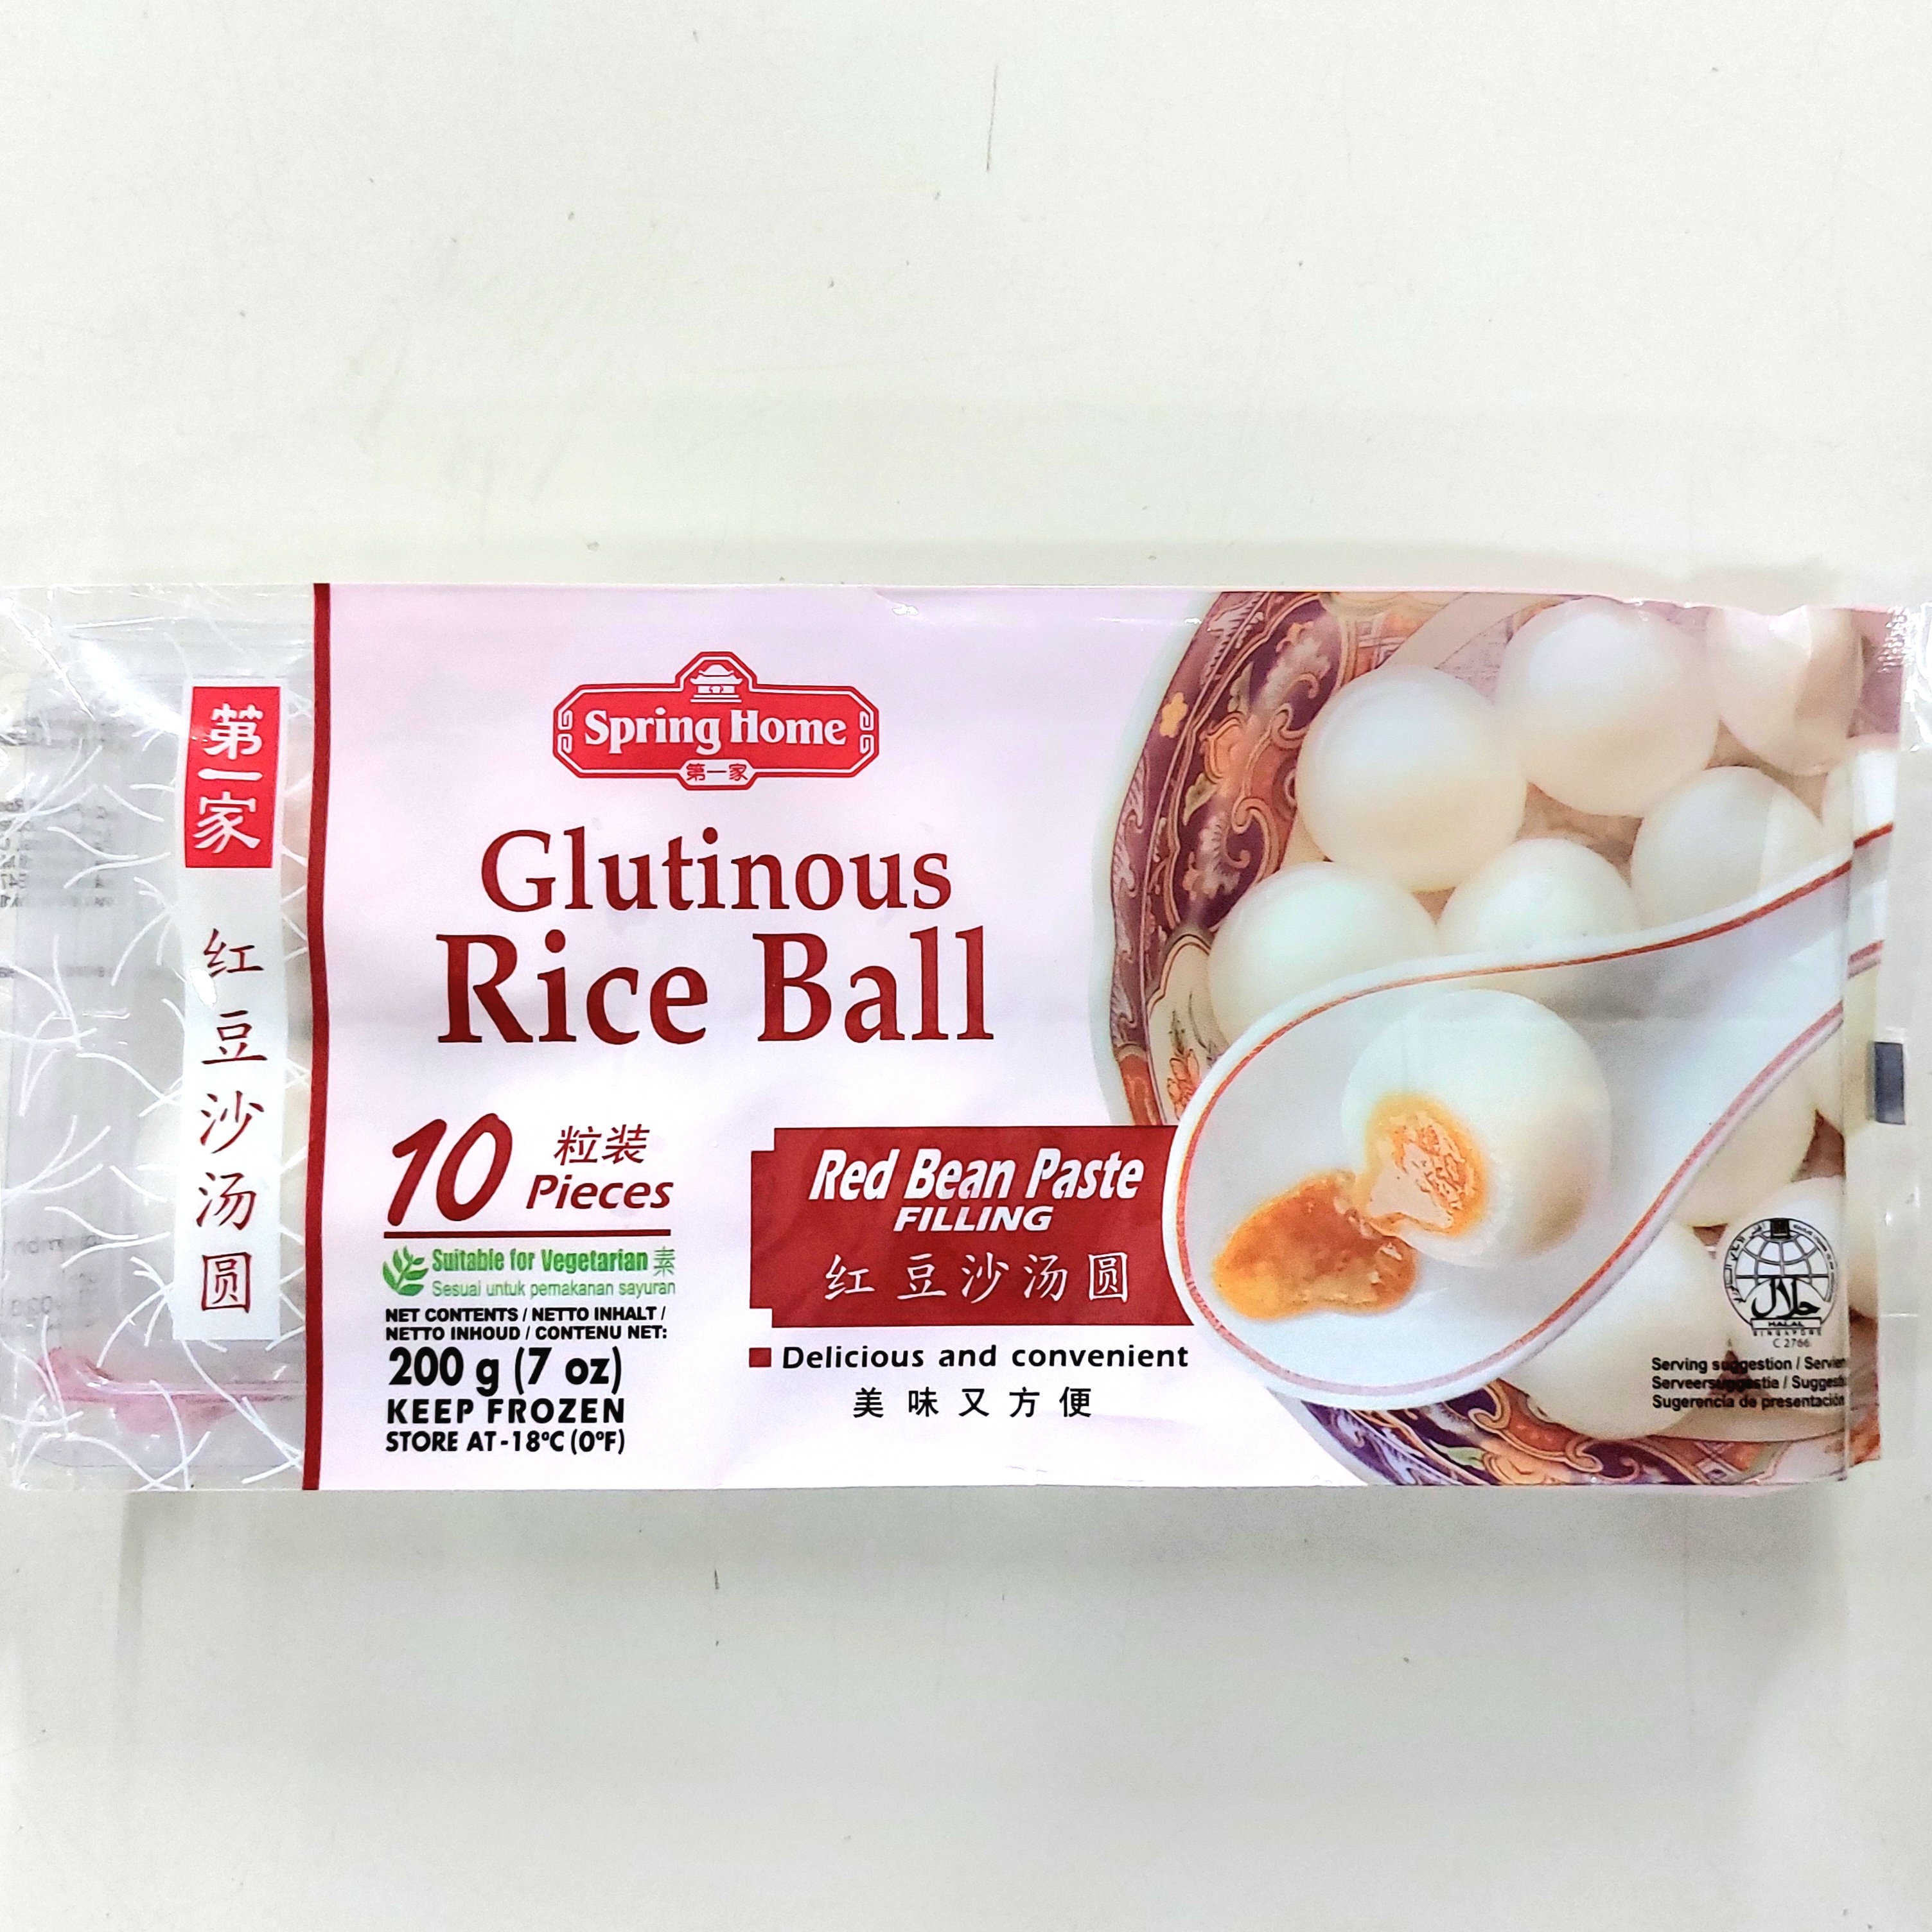 第一家
红豆沙汤圆
Spring Home
第一家
Glutinous
Rice Ball
10 粒装
Pieces
Suitable for Vegetarian 素
Sesuai untuk pemakanan sayuran
NET CONTENTS / NETTO INHALT /
NETTO INHOUD / CONTENU NET:
200 g (7 oz)
KEEP FROZEN
STORE AT -18°C (0°F)
Red Bean Paste
FILLING
红豆沙汤圆
Delicious and convenient
美味又方便
حلال
HALAL
SINGAPORE
C 2766
Serving suggestion /
Serveersuggestie /
Sugerencia de presentación